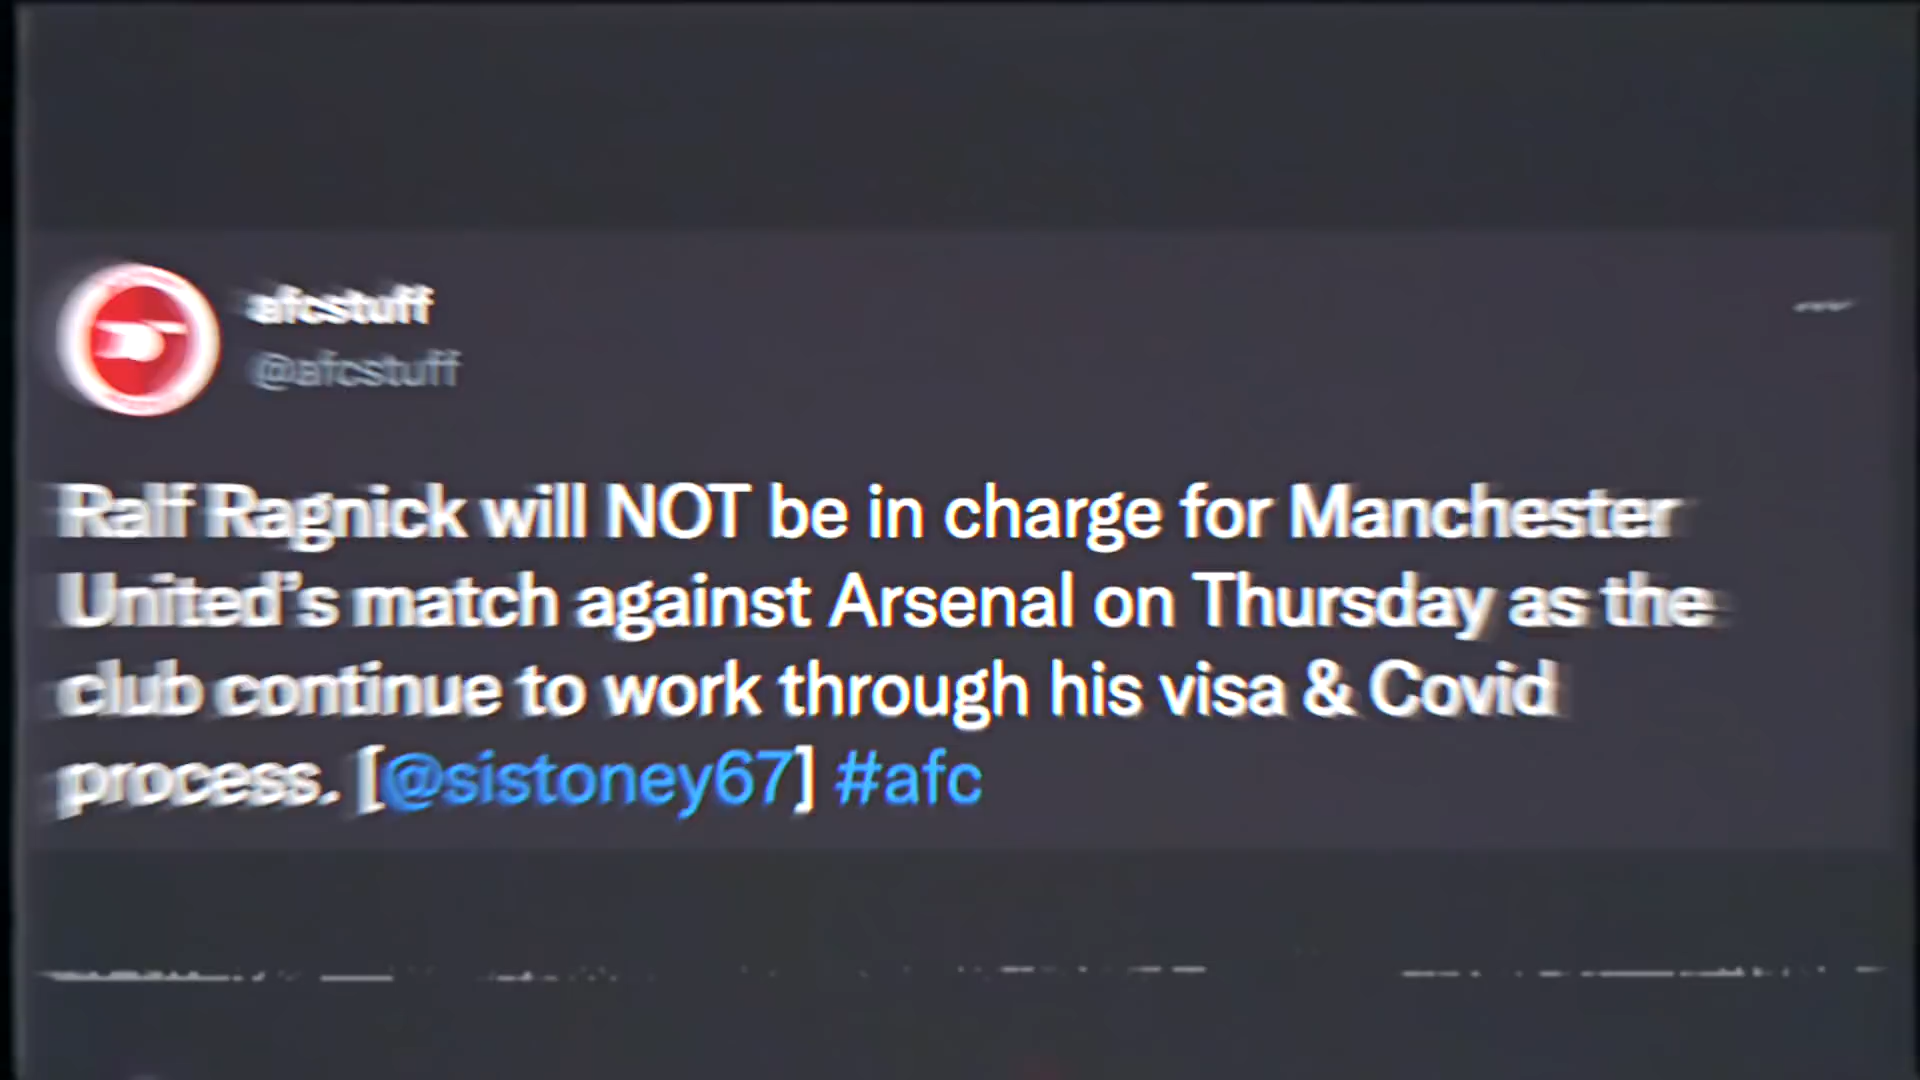 afcstuff
@afcstuff
Ralf Ragnick will NOT be in charge for Manchester
United’s match against Arsenal on Thursday as the
club continue to work through his visa & Covid
process. [@sistoney67] #afc